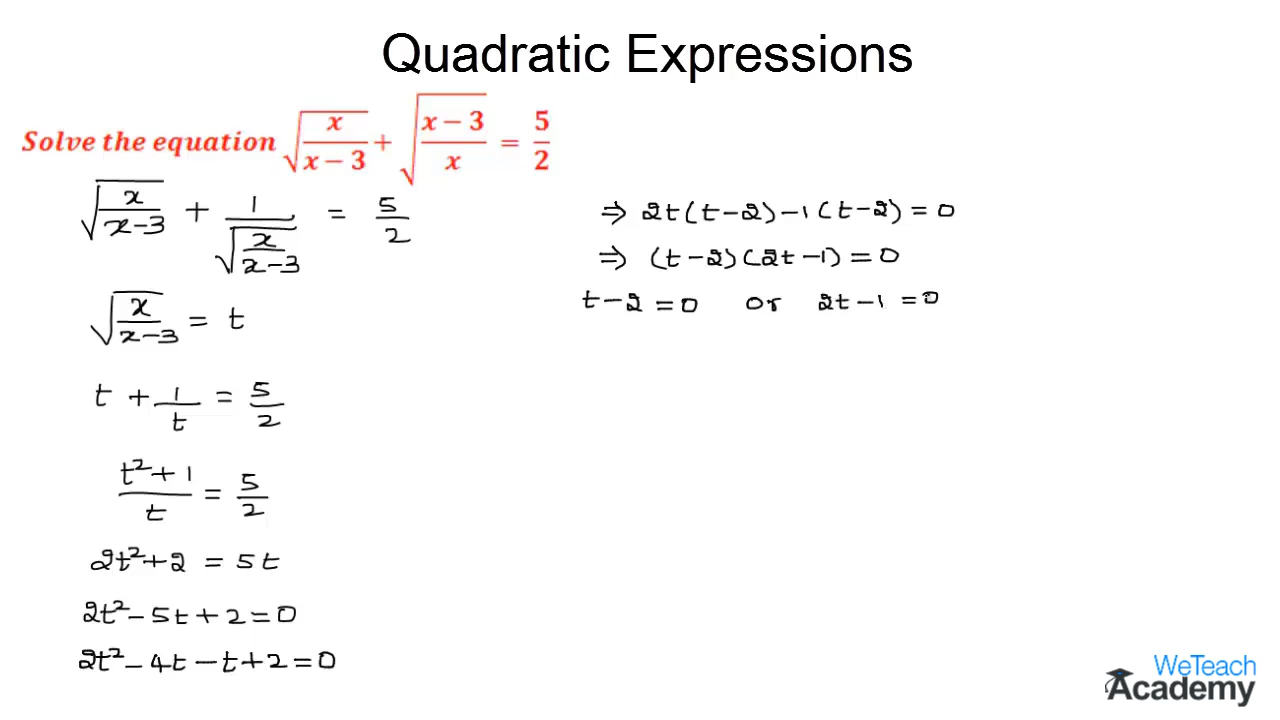 Quadratic Expressions
Solve the equation √(x/(x − 3)) + √((x − 3)/x) = 5/2
√(x/(x−3)) + 1/√(x/(x−3)) = 5/2
√(x/(x−3)) = t
t + 1/t = 5/2
(t²+1)/t = 5/2
2t²+2 = 5t
2t²−5t+2=0
2t²−4t−t+2=0
⇒ 2t(t−2)−1(t−2)=0
⇒ (t−2)(2t−1)=0
t−2=0 or 2t−1=0
WeTeach
Academy